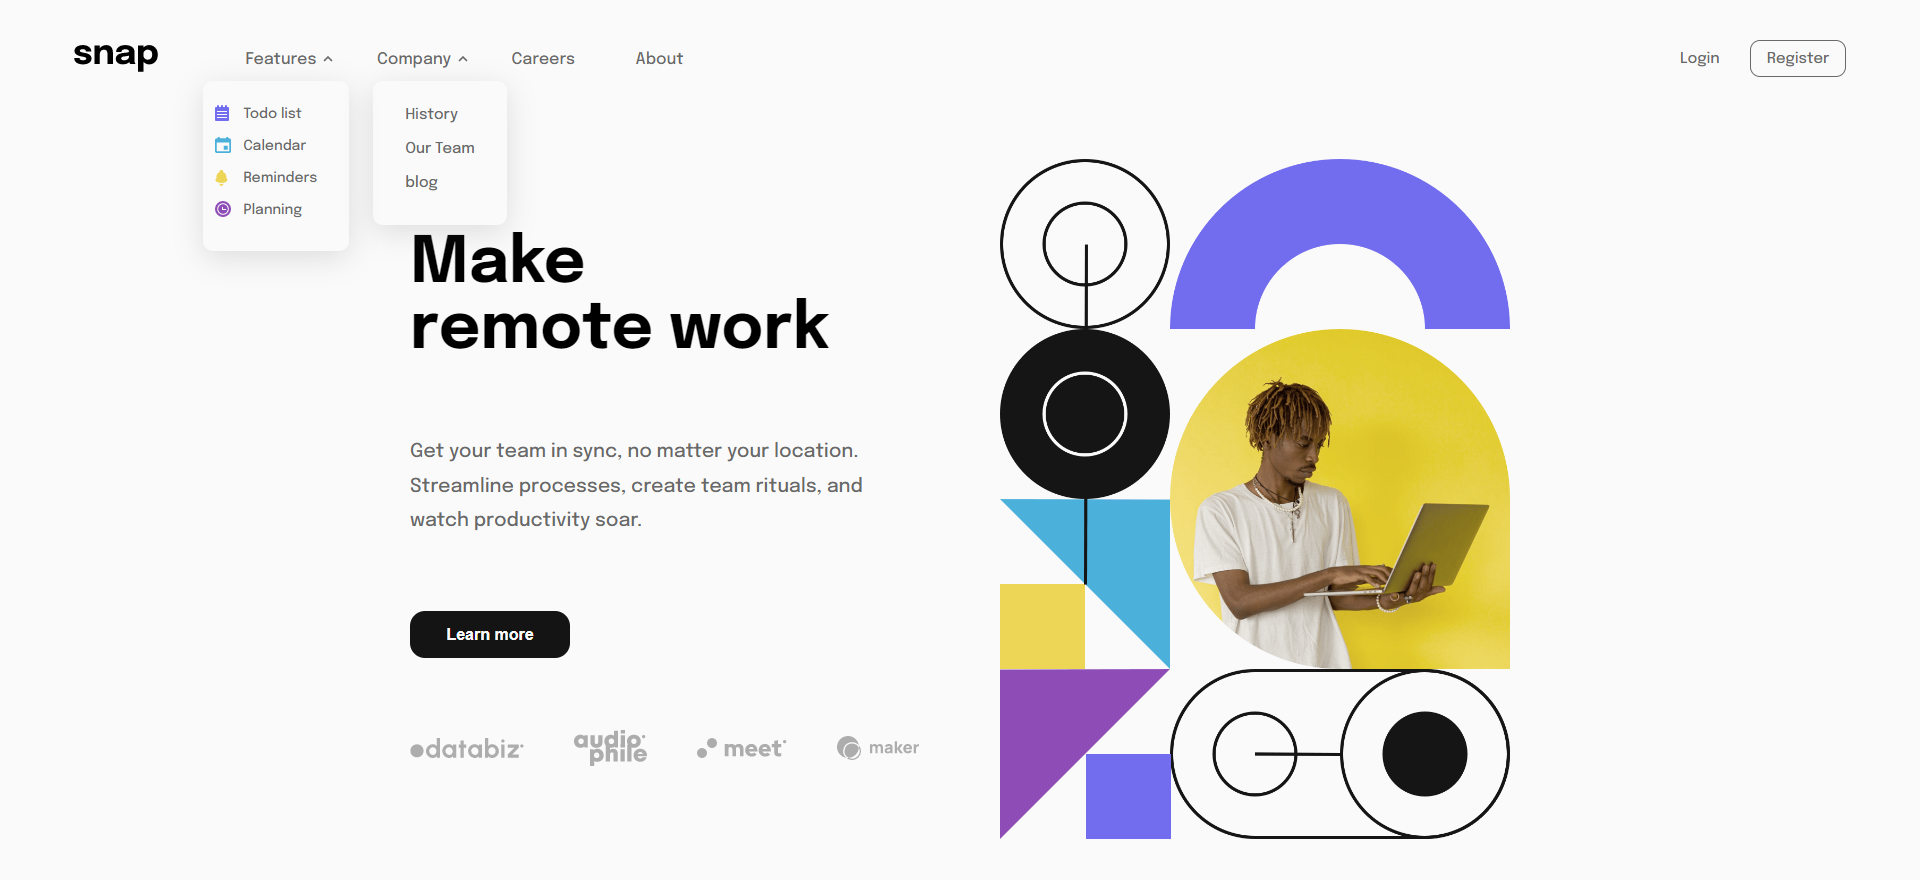 snap
Features
Company
Careers
About
Login
Register
Todo list
Calendar
Reminders
Planning
History
Our Team
blog
Make
remote work
Get your team in sync, no matter your location.
Streamline processes, create team rituals, and
watch productivity soar.
Learn more
databiz
audio
phile
meet
maker